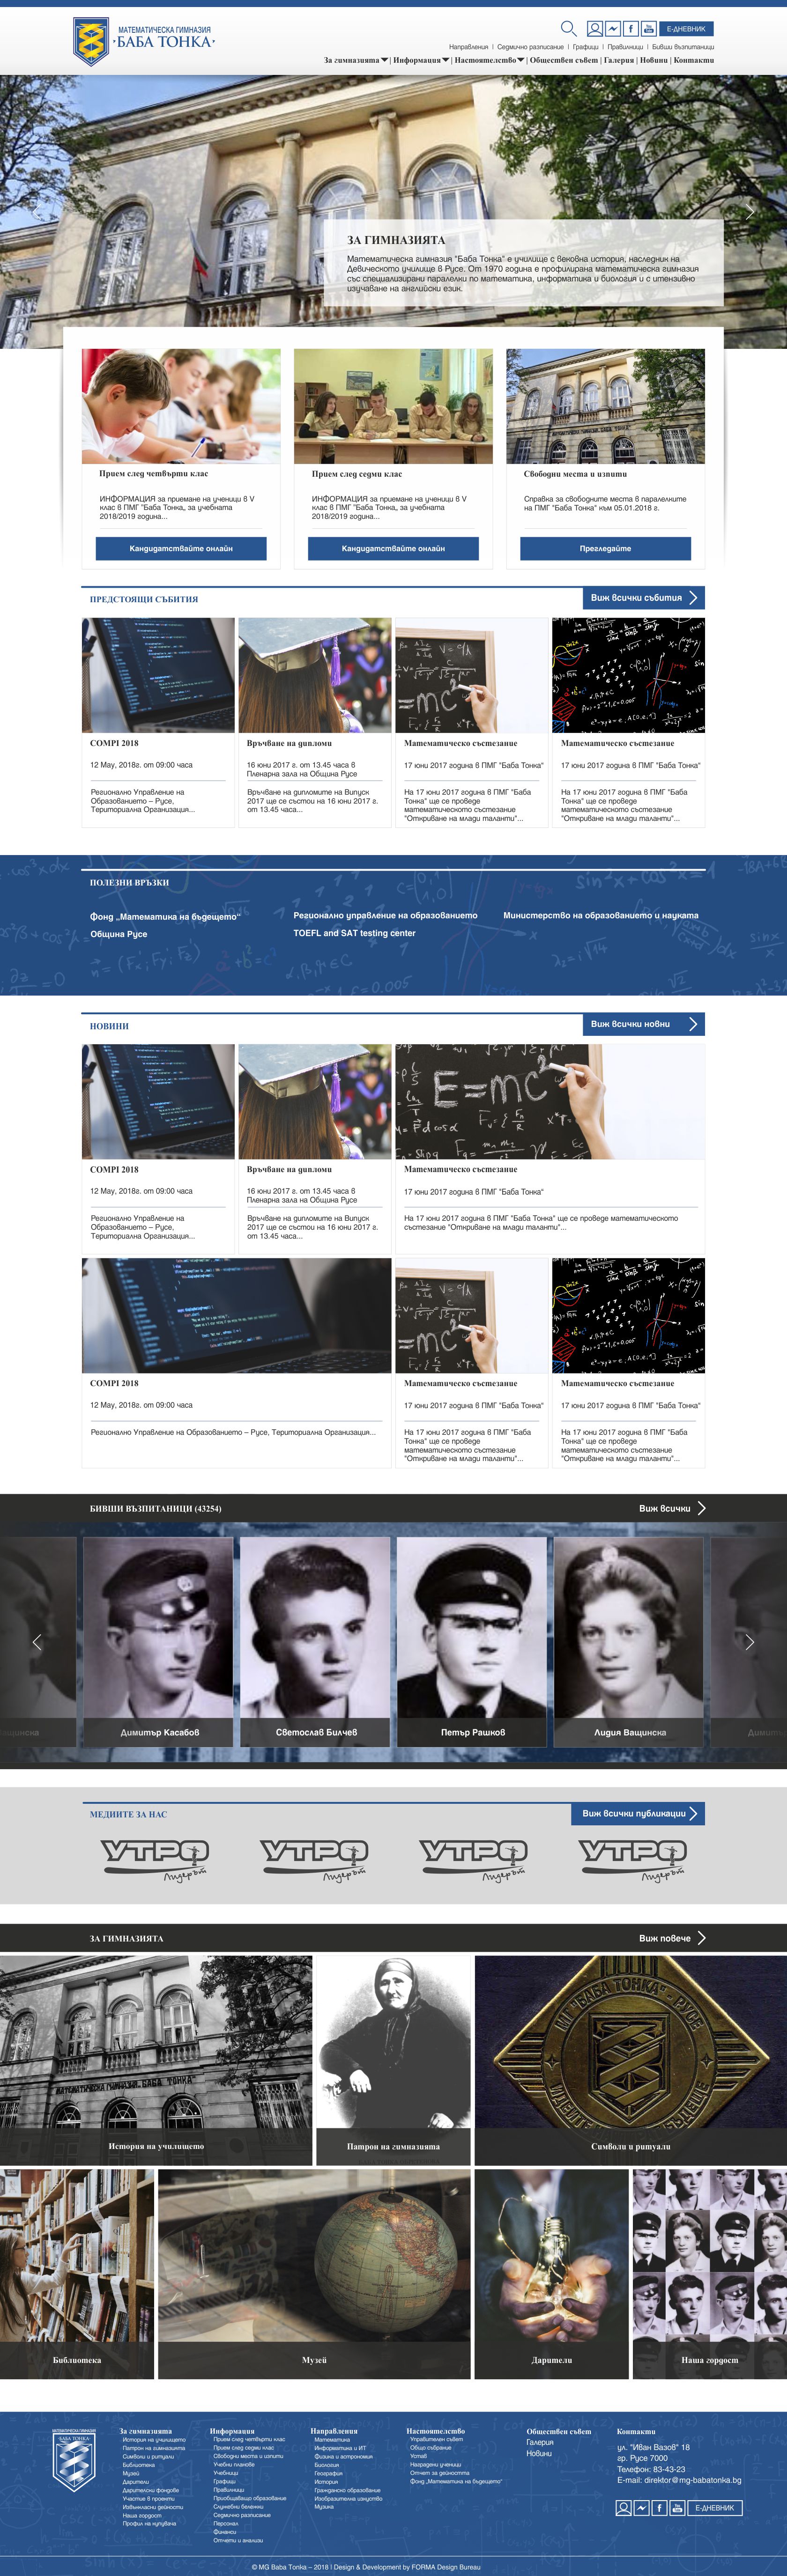 МАТЕМАТИЧЕСКА ГИМНАЗИЯ
·БАБА ТОНКА·
Е-ДНЕВНИК
Направления | Седмично разписание | Графици | Правилници | Бивши възпитаници
За гимназията | Информация | Настоятелство | Обществен съвет | Галерия | Новини | Контакти
ЗА ГИМНАЗИЯТА
Математическа гимназия "Баба Тонка" е училище с вековна история, наследник на
Девическото училище в Русе. От 1970 година е профилирана математическа гимназия
със специализирани паралелки по математика, информатика и биология и с интензивно
изучаване на английски език.
Прием след четвърти клас
ИНФОРМАЦИЯ за приемане на ученици в V
клас в ПМГ "Баба Тонка„ за учебната
2018/2019 година...
Кандидатствайте онлайн
Прием след седми клас
ИНФОРМАЦИЯ за приемане на ученици в V
клас в ПМГ "Баба Тонка„ за учебната
2018/2019 година...
Кандидатствайте онлайн
Свободни места и изпити
Справка за свободните места в паралелките
на ПМГ "Баба Тонка" към 05.01.2018 г.
Прегледайте
ПРЕДСТОЯЩИ СЪБИТИЯ
Виж всички събития
COMPI 2018
12 May, 2018г. от 09:00 часа
Регионално Управление на
Образованието – Русе,
Териториална Организация...
Връчване на дипломи
16 юни 2017 г. от 13.45 часа в
Пленарна зала на Община Русе
Връчване на дипломите на Випуск
2017 ще се състои на 16 юни 2017 г.
от 13.45 часа...
Математическо състезание
17 юни 2017 година в ПМГ "Баба Тонка"
На 17 юни 2017 година в ПМГ "Баба
Тонка" ще се проведе
математическото състезание
"Откриване на млади таланти"...
Математическо състезание
17 юни 2017 година в ПМГ "Баба Тонка"
На 17 юни 2017 година в ПМГ "Баба
Тонка" ще се проведе
математическото състезание
"Откриване на млади таланти"...
ПОЛЕЗНИ ВРЪЗКИ
Фонд „Математика на бъдещето"
Община Русе
Регионално управление на образованието
TOEFL and SAT testing center
Министерство на образованието и науката
НОВИНИ
Виж всички новни
E=mc²
COMPI 2018
12 May, 2018г. от 09:00 часа
Регионално Управление на
Образованието – Русе,
Териториална Организация...
Връчване на дипломи
16 юни 2017 г. от 13.45 часа в
Пленарна зала на Община Русе
Връчване на дипломите на Випуск
2017 ще се състои на 16 юни 2017 г.
от 13.45 часа...
Математическо състезание
17 юни 2017 година в ПМГ "Баба Тонка"
На 17 юни 2017 година в ПМГ "Баба Тонка" ще се проведе математическото
състезание "Откриване на млади таланти"...
COMPI 2018
12 May, 2018г. от 09:00 часа
Регионално Управление на Образованието – Русе, Териториална Организация...
Математическо състезание
17 юни 2017 година в ПМГ "Баба Тонка"
На 17 юни 2017 година в ПМГ "Баба
Тонка" ще се проведе
математическото състезание
"Откриване на млади таланти"...
Математическо състезание
17 юни 2017 година в ПМГ "Баба Тонка"
На 17 юни 2017 година в ПМГ "Баба
Тонка" ще се проведе
математическото състезание
"Откриване на млади таланти"...
БИВШИ ВЪЗПИТАНИЦИ (43254)
Виж всички
Димитър Касабов
Светослав Билчев
Петър Рашков
Лидия Ващинска
МЕДИИТЕ ЗА НАС
Виж всички публикации
УТРО Лидерът
УТРО Лидерът
УТРО Лидерът
УТРО Лидерът
ЗА ГИМНАЗИЯТА
Виж повече
МАТЕМАТИЧЕСКА ГИМНАЗИЯ БАБА ТОНКА
История на училището
Патрон на гимназията
МГ "БАБА ТОНКА" - РУСЕ
Символи и ритуали
Библиотека
Музей
Дарители
Наша гордост
МАТЕМАТИЧЕСКА ГИМНАЗИЯ
БАБА ТОНКА
За гимназията
История на училището
Патрон на гимназията
Символи и ритуали
Библиотека
Музей
Дарители
Дарителски фондове
Участие в проекти
Извънкласни дейности
Наша гордост
Профил на купувача
Информация
Прием след четвърти клас
Прием след седми клас
Свободни места и изпити
Учебни планове
Учебници
Графици
Правилници
Приобщаващо образование
Служебни бележки
Седмично разписание
Персонал
Финанси
Отчети и анализи
Направления
Математика
Информатика и ИТ
Физика и астрономия
Биология
География
История
Гражданско образование
Изобразително изкуство
Музика
Настоятелство
Управителен съвет
Общо събрание
Устав
Наградени ученици
Отчет за дейността
Фонд „Математика на бъдещето"
Обществен съвет
Галерия
Новини
Контакти
ул. "Иван Вазов" 18
гр. Русе 7000
Телефон: 83-43-23
E-mail: direktor@mg-babatonka.bg
Е-ДНЕВНИК
© MG Baba Tonka – 2018 | Design & Development by FORMA Design Bureau